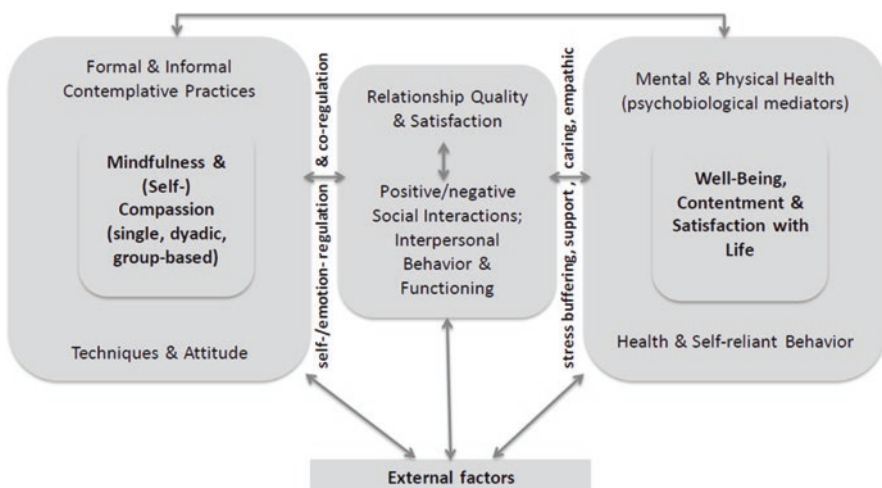 Formal & Informal
Contemplative Practices
Mindfulness &
(Self-)
Compassion
(single, dyadic,
group-based)
Techniques & Attitude
self-/emotion- regulation & co-regulation
Relationship Quality
& Satisfaction
Positive/negative
Social Interactions;
Interpersonal
Behavior &
Functioning
stress buffering, support , caring, empathic
Mental & Physical Health
(psychobiological mediators)
Well-Being,
Contentment &
Satisfaction with
Life
Health & Self-reliant Behavior
External factors